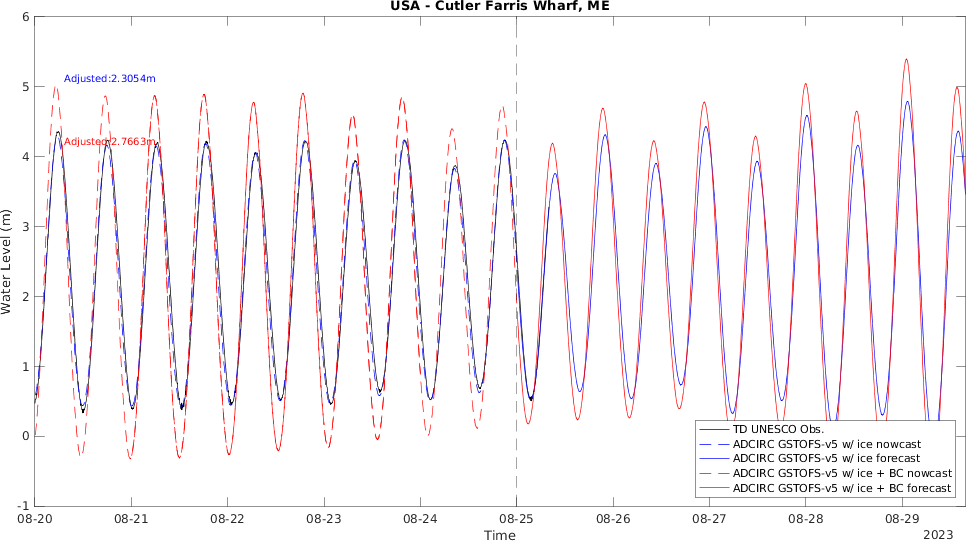 USA - Cutler Farris Wharf, ME
6
5
4
3
2
1
0
-1
Water Level (m)
Adjusted:2.3054m
Adjusted:2.7663m
TD UNESCO Obs.
ADCIRC GSTOFS-v5 w/ ice nowcast
ADCIRC GSTOFS-v5 w/ ice forecast
ADCIRC GSTOFS-v5 w/ ice + BC nowcast
ADCIRC GSTOFS-v5 w/ ice + BC forecast
08-20 08-21 08-22 08-23 08-24 08-25 08-26 08-27 08-28 08-29
Time
2023